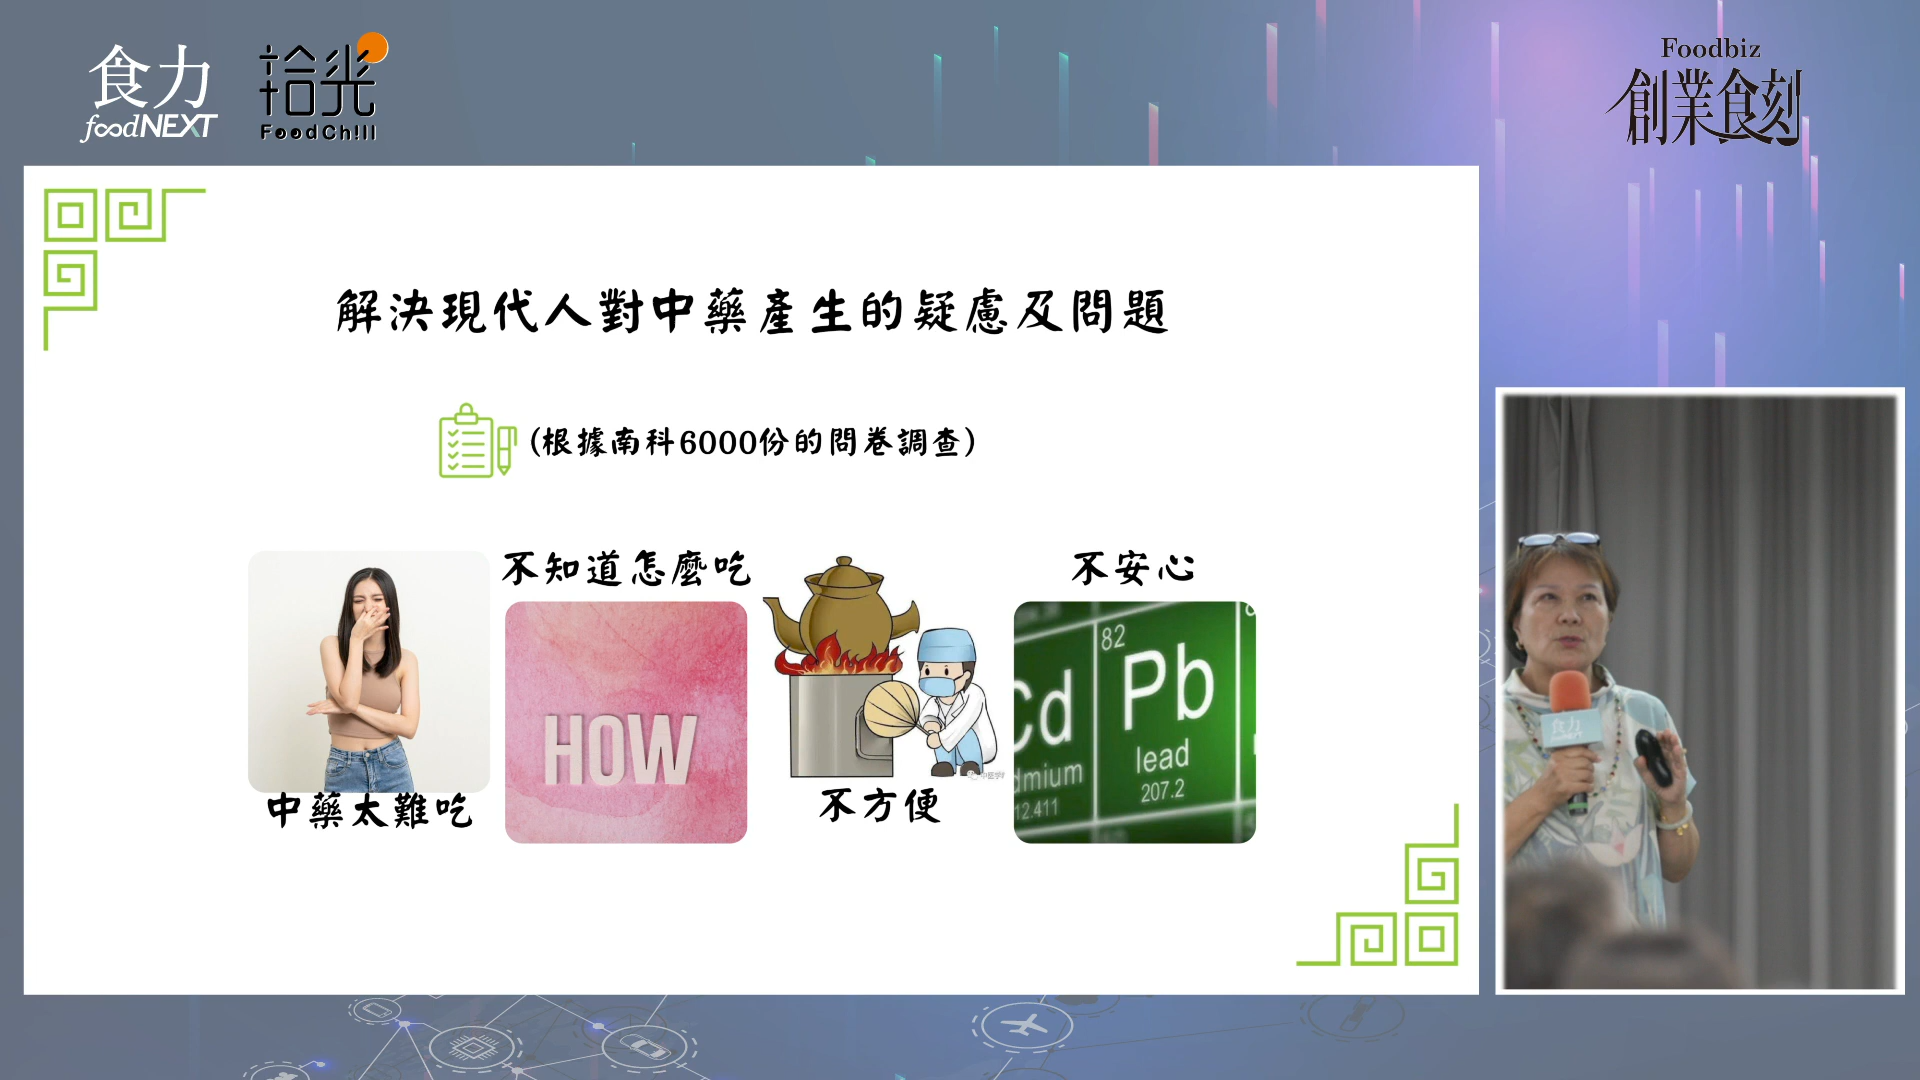 食力
foodNEXT
拾光
FoodCh!ll
Foodbiz
創業食刻
解決現代人對中藥產生的疑慮及問題
(根據南科6000份的問卷調查)
不知道怎麼吃
不安心
HOW
82
Cd
Pb
dmium
lead
12.411
207.2
中藥太難吃
不方便
食力